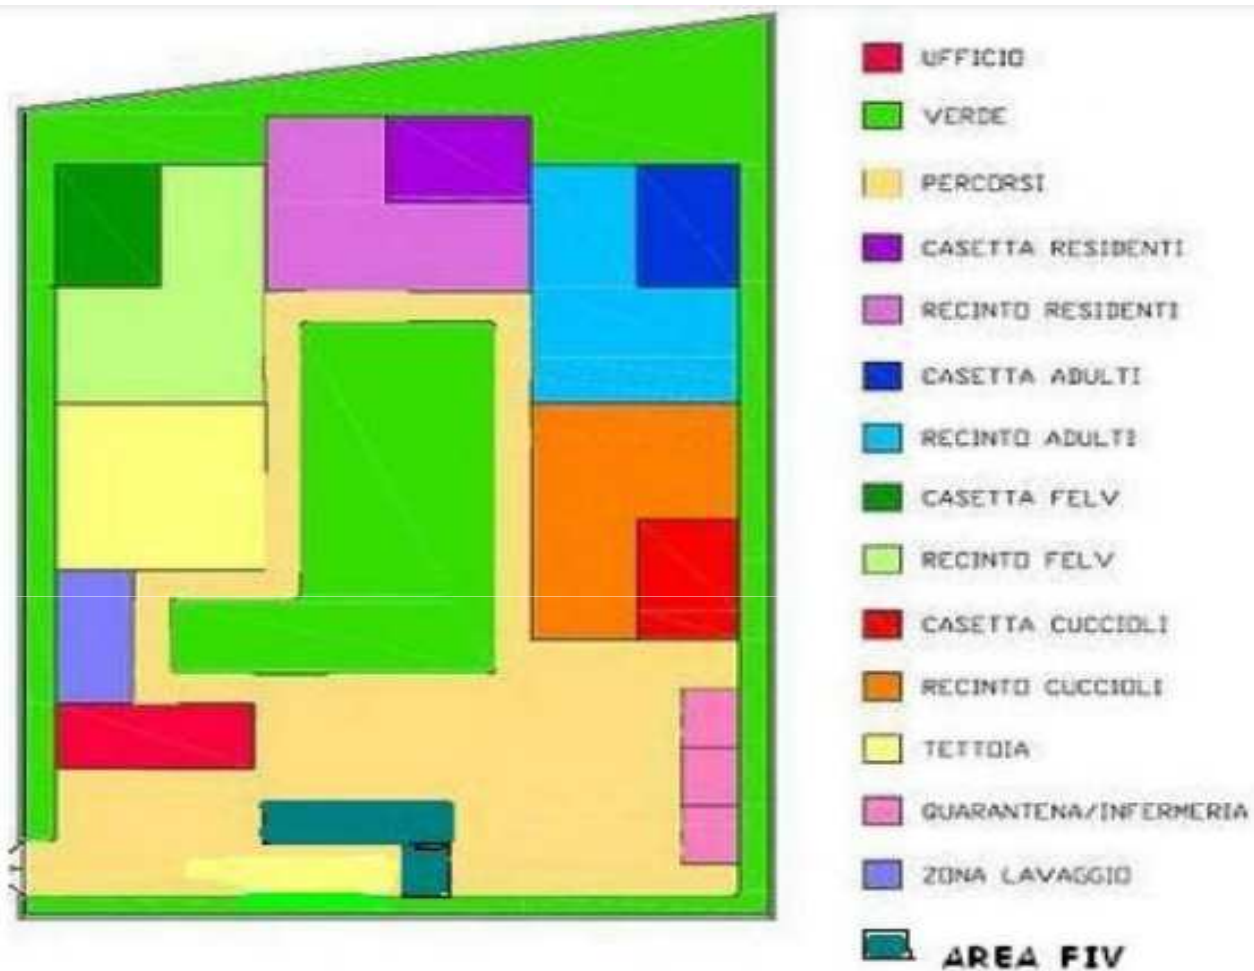 UFFICIO
VERDE
PERCORSI
CASETTA RESIDENTI
RECINTO RESIDENTI
CASETTA ADULTI
RECINTO ADULTI
CASETTA FELV
RECINTO FELV
CASETTA CUCCIOLI
RECINTO CUCCIOLI
TETTOIA
QUARANTENA/INFERMERIA
ZONA LAVAGGIO
AREA FIV